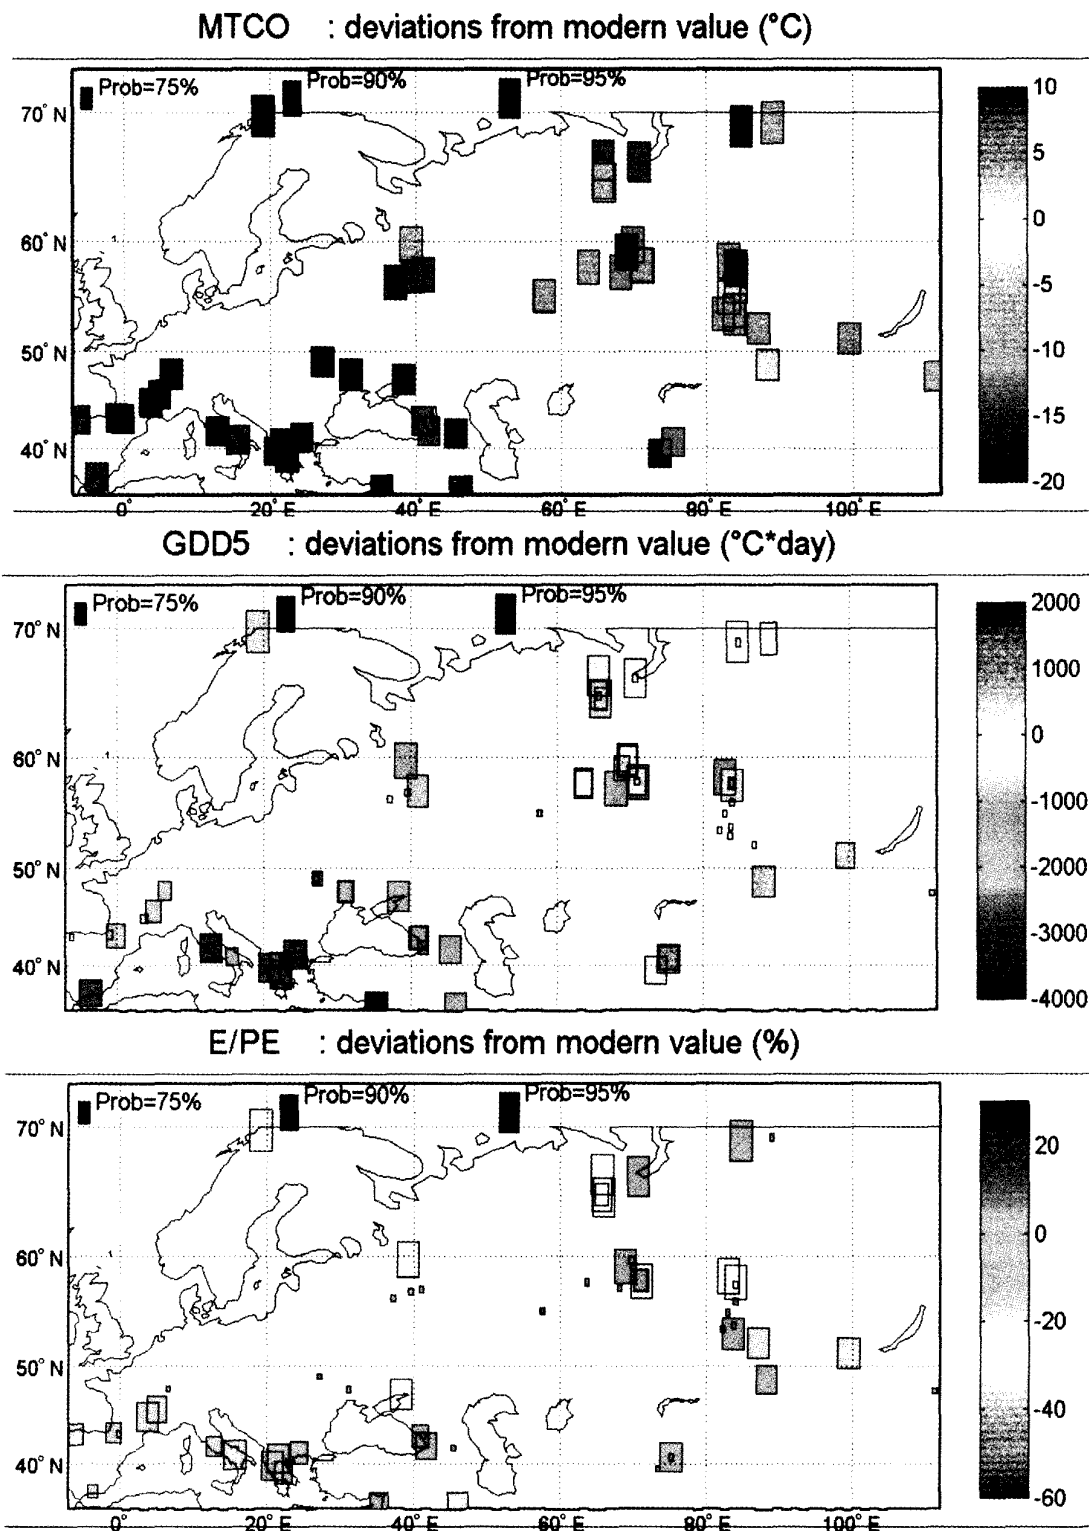 MTCO : deviations from modern value (°C)
Prob=75% Prob=90% Prob=95%
70° N
60° N
50° N
40° N
0° 20° E 40° E 60° E 80° E 100° E
10
5
0
-5
-10
-15
-20
GDD5 : deviations from modern value (°C*day)
Prob=75% Prob=90% Prob=95%
70° N
60° N
50° N
40° N
2000
1000
0
-1000
-2000
-3000
-4000
E/PE : deviations from modern value (%)
Prob=75% Prob=90% Prob=95%
70° N
60° N
50° N
40° N
0° 20° E 40° E 60° E 80° E 100° E
20
0
-20
-40
-60